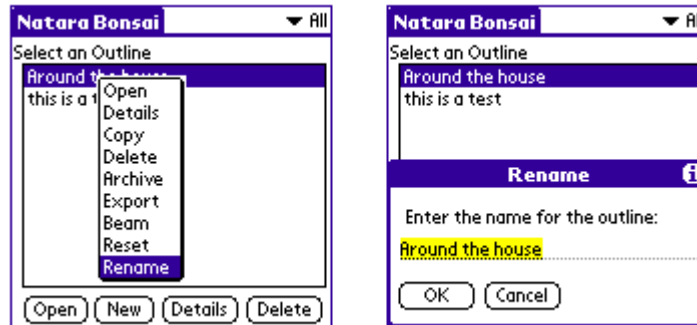 Natara Bonsai
All
Select an Outline
Around the house
this is a
Open
Details
Copy
Delete
Archive
Export
Beam
Reset
Rename
Open New Details Delete
Natara Bonsai
Select an Outline
Around the house
this is a test
Rename
Enter the name for the outline:
Around the house
OK Cancel